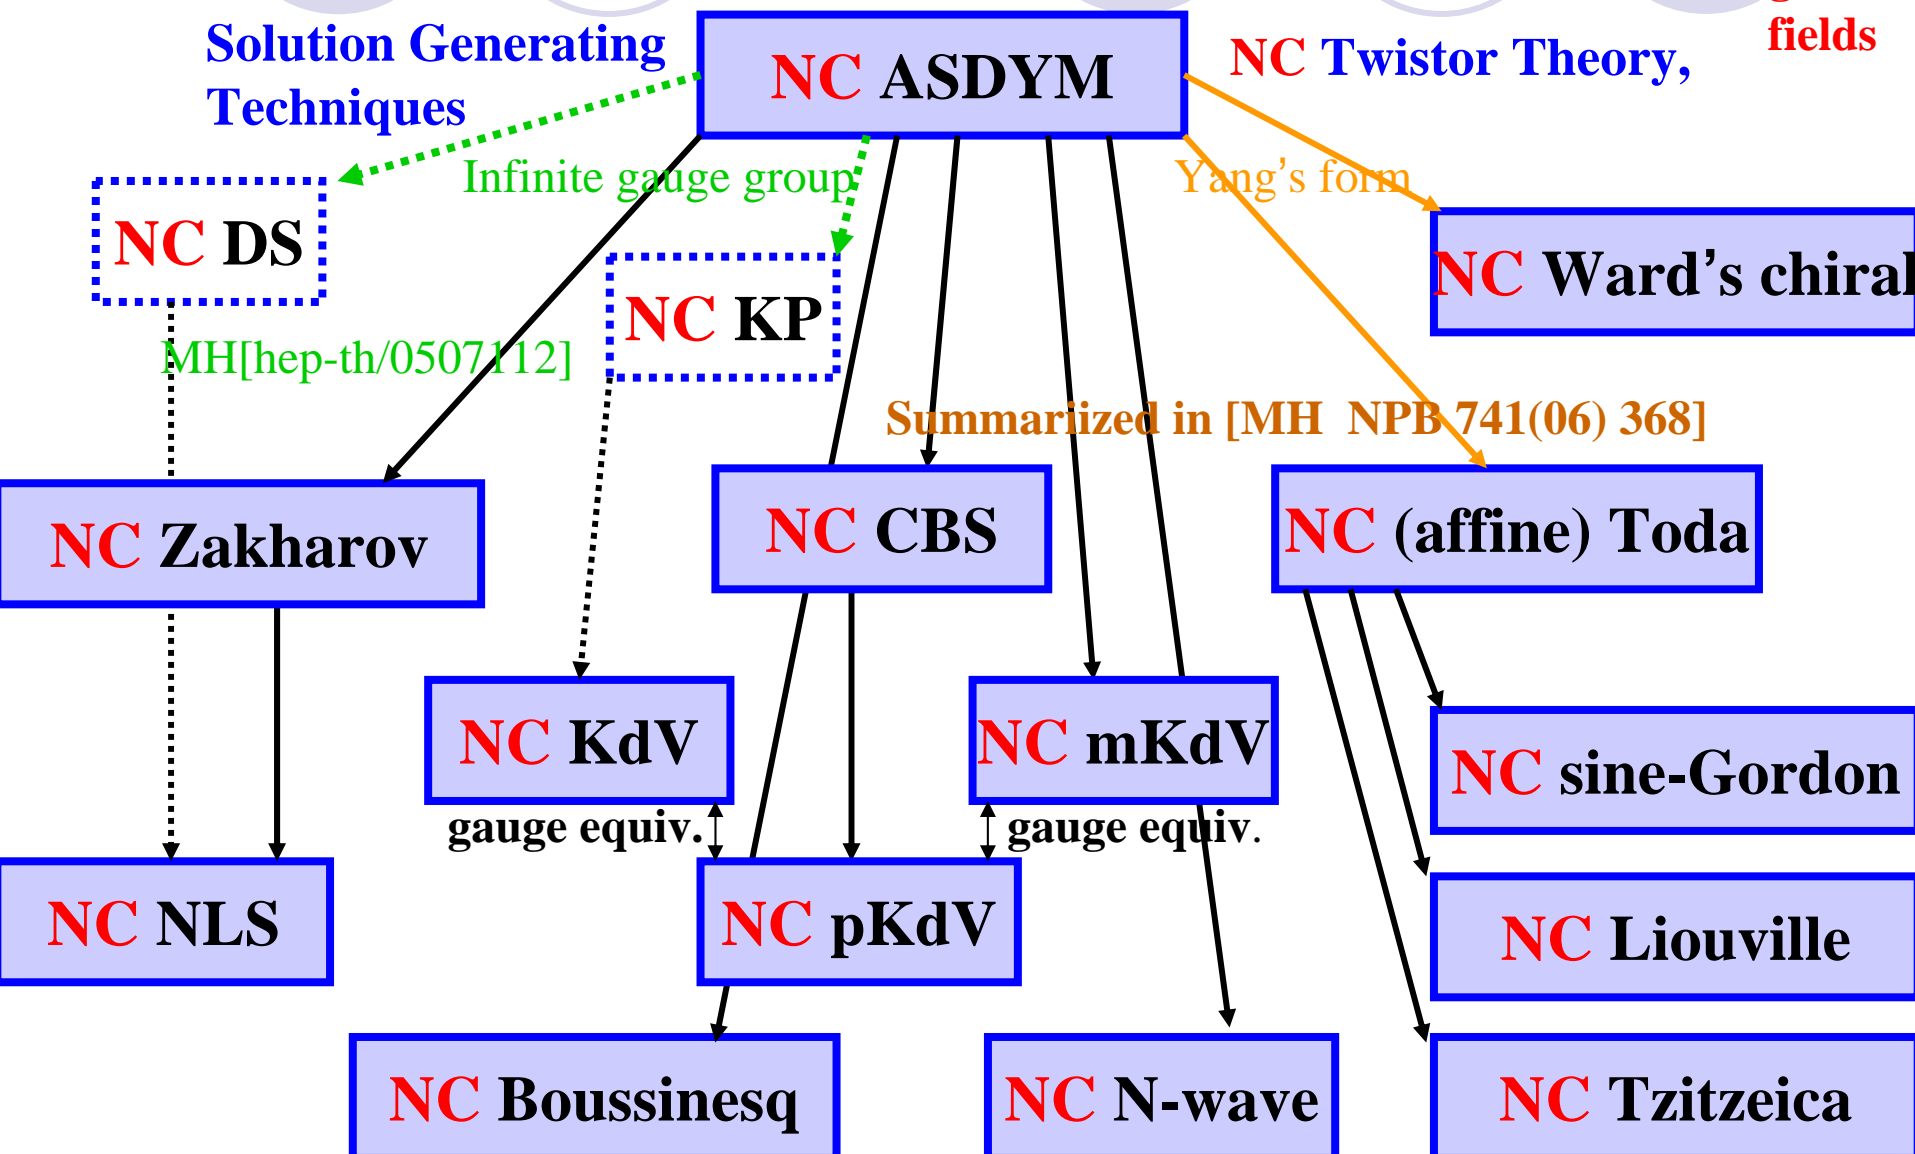 Solution Generating
Techniques
NC ASDYM
NC Twistor Theory,
fields
Infinite gauge group
Yang’s form
NC DS
NC Ward’s chiral
NC KP
MH[hep-th/0507112]
Summariized in [MH NPB 741(06) 368]
NC Zakharov
NC CBS
NC (affine) Toda
NC KdV
NC mKdV
NC sine-Gordon
gauge equiv.
gauge equiv.
NC NLS
NC pKdV
NC Liouville
NC Boussinesq
NC N-wave
NC Tzitzeica